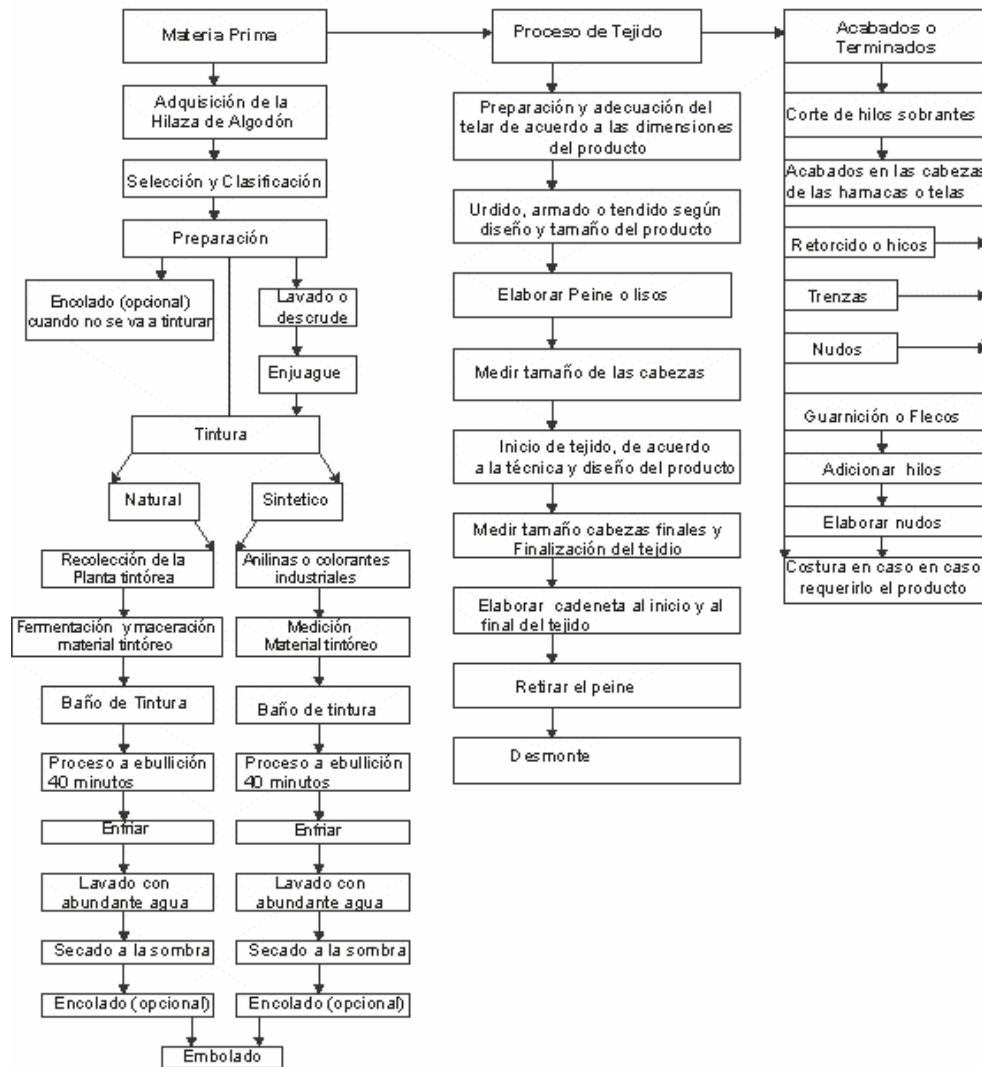 Materia Prima
Adquisición de la
Hilaza de Algodón
Selección y Clasificación
Preparación
Encolado (opcional)
cuando no se va a tinturar
Lavado o
descrude
Enjuague
Tintura
Natural
Sintetico
Recolección de la
Planta tintórea
Anilinas o colorantes
industriales
Fermentación y maceración
material tintóreo
Medición
Material tintóreo
Baño de Tintura
Baño de tintura
Proceso a ebullición
40 minutos
Proceso a ebullición
40 minutos
Enfriar
Enfriar
Lavado con
abundante agua
Lavado con
abundante agua
Secado a la sombra
Secado a la sombra
Encolado (opcional)
Encolado (opcional)
Embolado
Proceso de Tejido
Preparación y adecuación del
telar de acuerdo a las dimensiones
del producto
Urdido, armado o tendido según
diseño y tamaño del producto
Elaborar Peine o lisos
Medir tamaño de las cabezas
Inicio de tejido, de acuerdo
a la técnica y diseño del producto
Medir tamaño cabezas finales y
Finalización del tejdio
Elaborar cadeneta al inicio y al
final del tejido
Retirar el peine
Desmonte
Acabados o
Terminados
Corte de hilos sobrantes
Acabados en las cabezas
de las hamacas o telas
Retorcido o hicos
Trenzas
Nudos
Guarnición o Flecos
Adicionar hilos
Elaborar nudos
Costura en caso en caso
requerirlo el producto